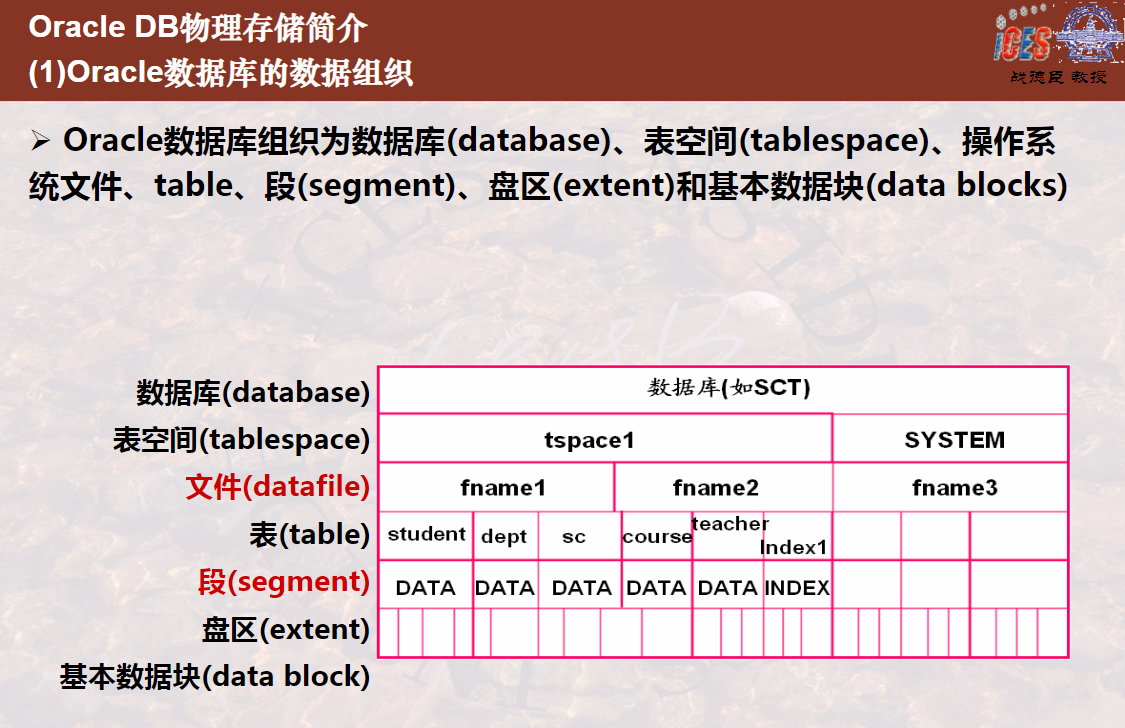 Oracle DB物理存储简介
(1)Oracle数据库的数据组织
iCES
战德臣 教授
➢ Oracle数据库组织为数据库(database)、表空间(tablespace)、操作系
统文件、table、段(segment)、盘区(extent)和基本数据块(data blocks)
数据库(database) 数据库(如SCT)
表空间(tablespace) tspace1 SYSTEM
文件(datafile) fname1 fname2 fname3
表(table) student dept sc course teacher Index1
段(segment) DATA DATA DATA DATA DATA INDEX
盘区(extent)
基本数据块(data block)